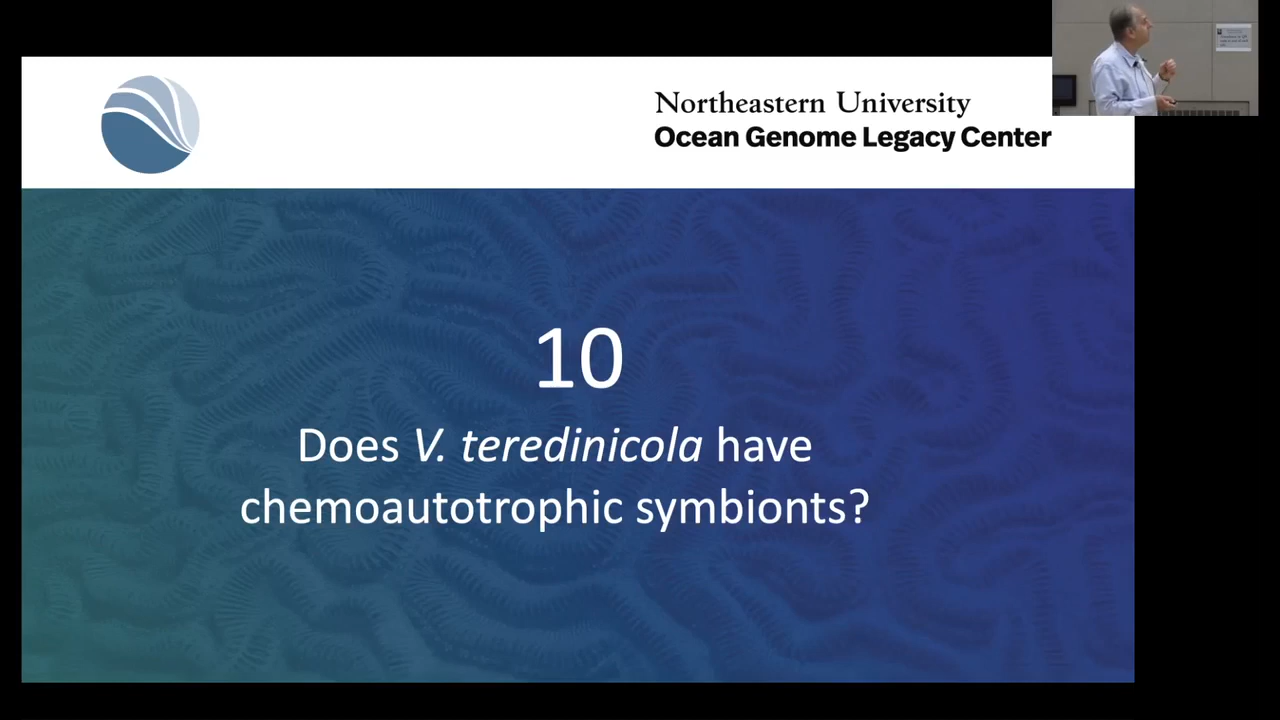 Northeastern University
Ocean Genome Legacy Center
10
Does V. teredinicola have
chemoautotrophic symbionts?